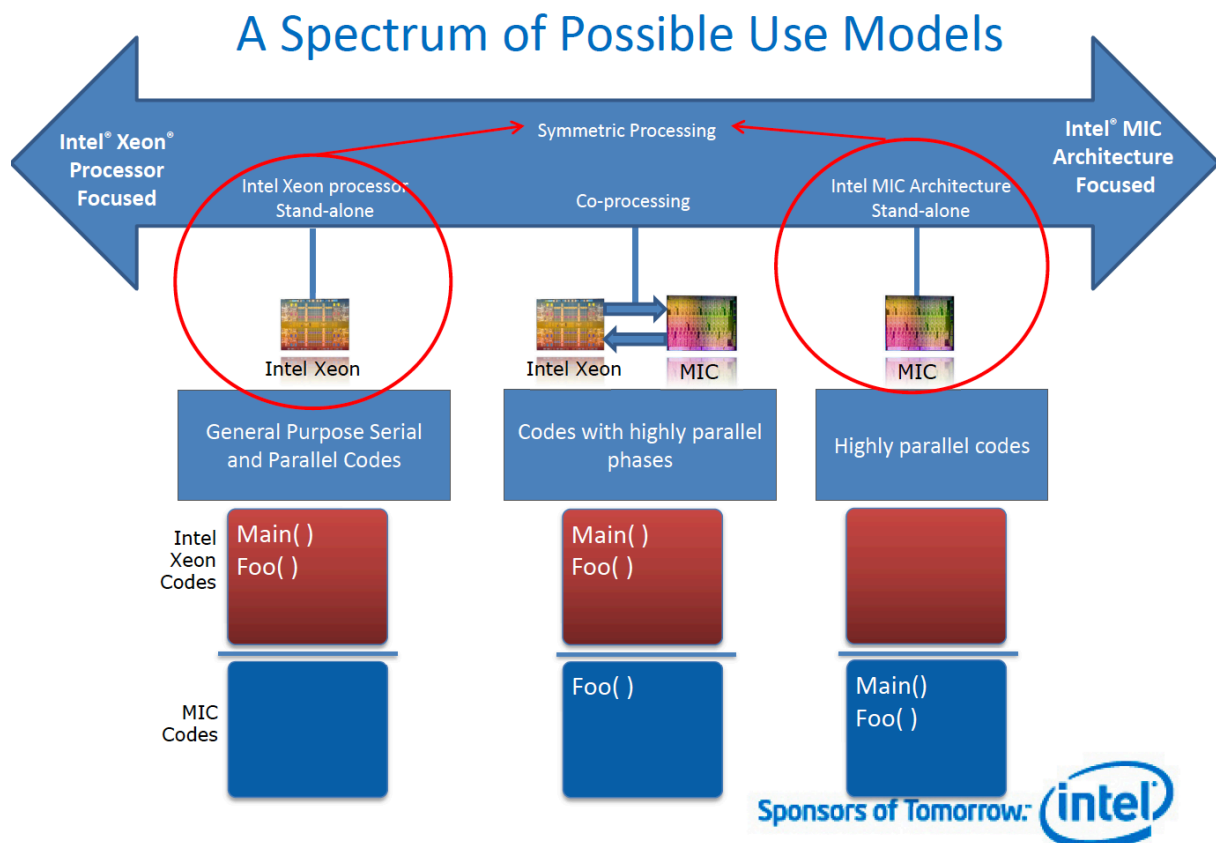 A Spectrum of Possible Use Models
Intel® Xeon®
Processor
Focused
Symmetric Processing
Intel® MIC
Architecture
Focused
Intel Xeon processor
Stand-alone
Co-processing
Intel MIC Architecture
Stand-alone
Intel Xeon
Intel Xeon
MIC
MIC
General Purpose Serial
and Parallel Codes
Codes with highly parallel
phases
Highly parallel codes
Intel
Xeon
Codes
Main( )
Foo( )
Main( )
Foo( )
MIC
Codes
Foo( )
Main()
Foo( )
Sponsors of Tomorrow.™
intel®